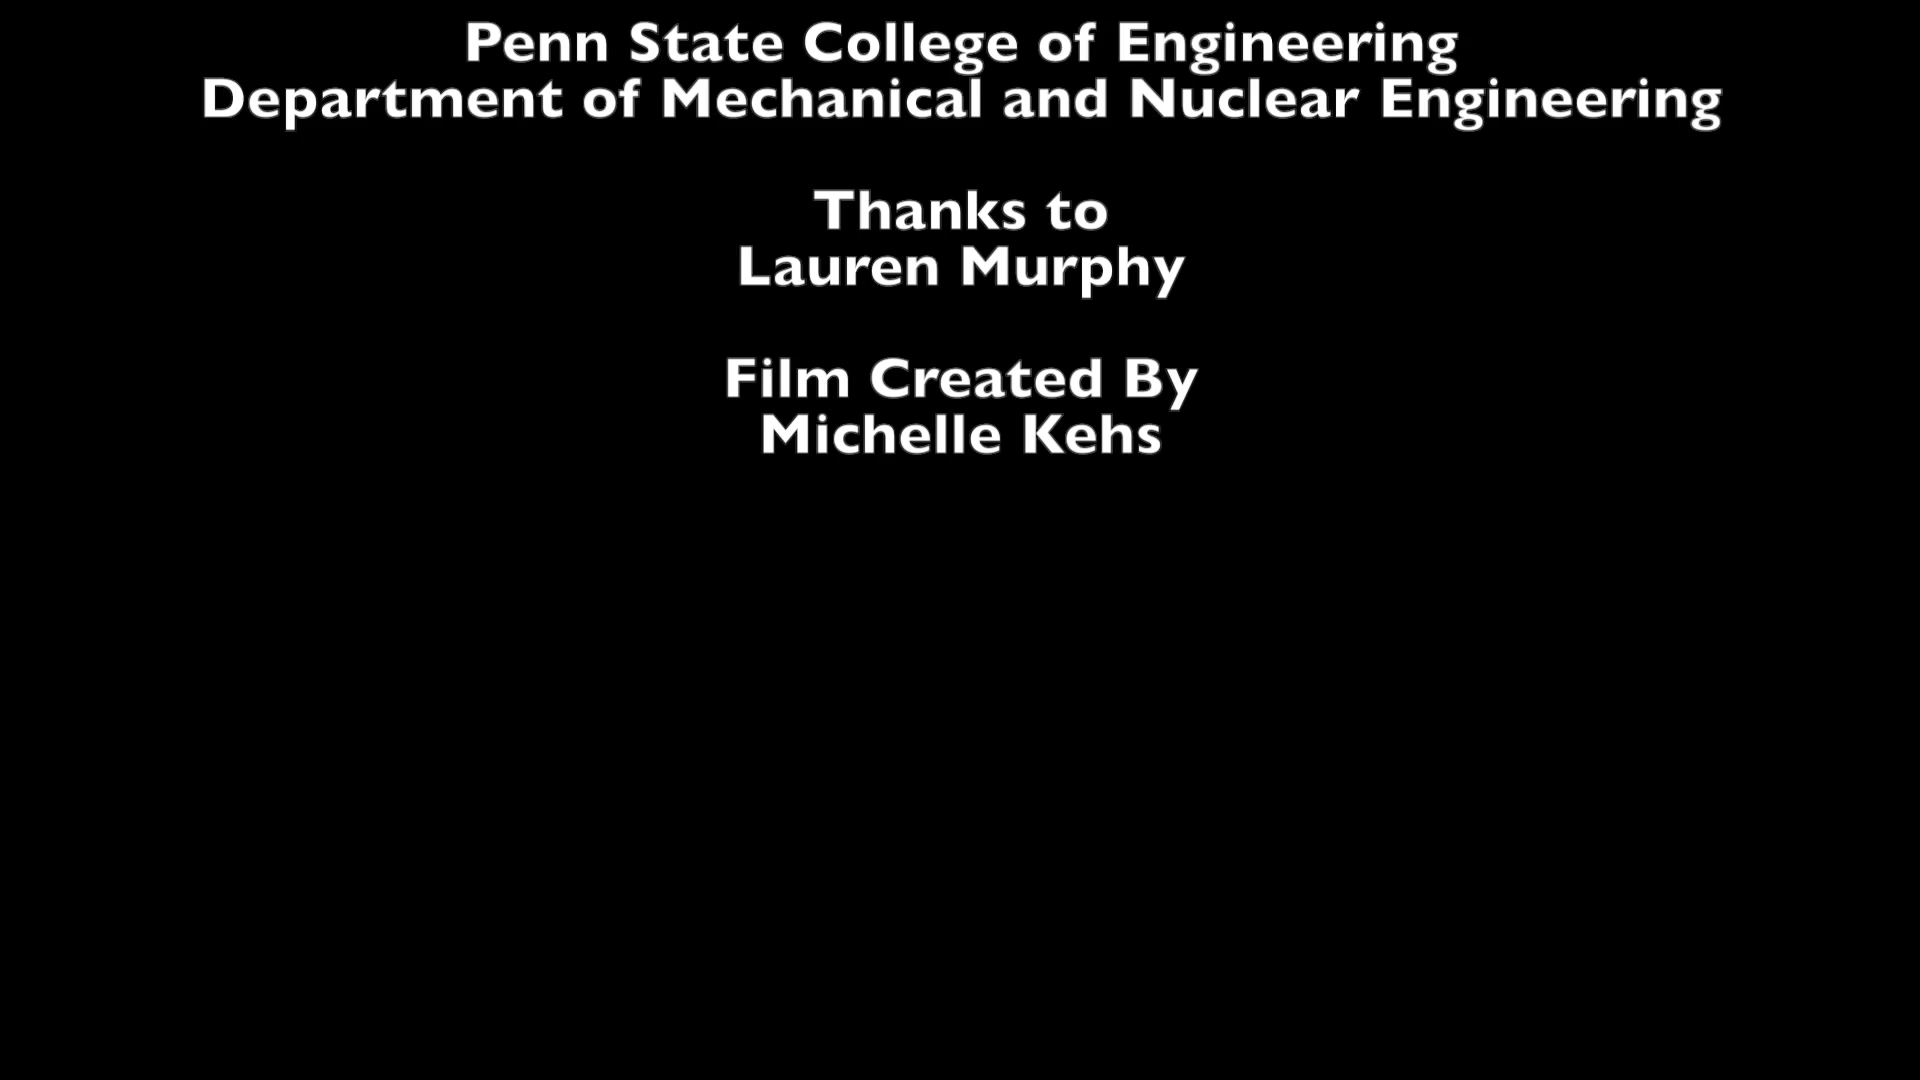 Penn State College of Engineering
Department of Mechanical and Nuclear Engineering
Thanks to
Lauren Murphy
Film Created By
Michelle Kehs